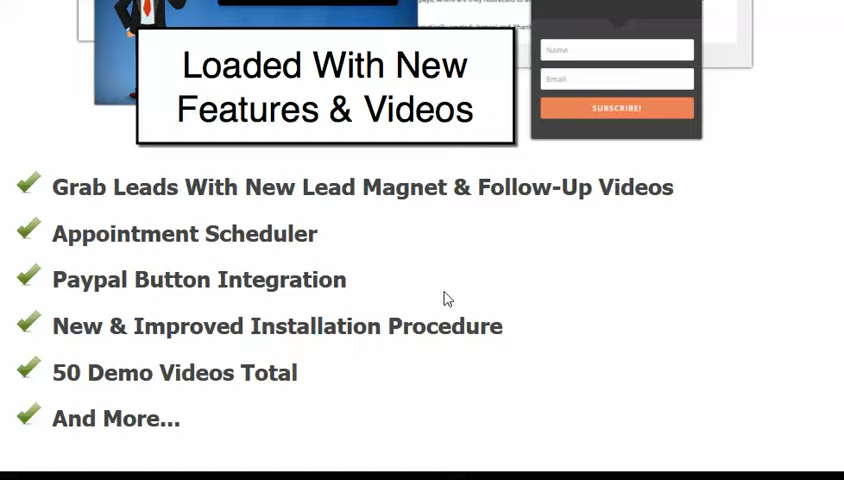 Loaded With New
Features & Videos
Name
Email
SUBSCRIBE!
Grab Leads With New Lead Magnet & Follow-Up Videos
Appointment Scheduler
Paypal Button Integration
New & Improved Installation Procedure
50 Demo Videos Total
And More...